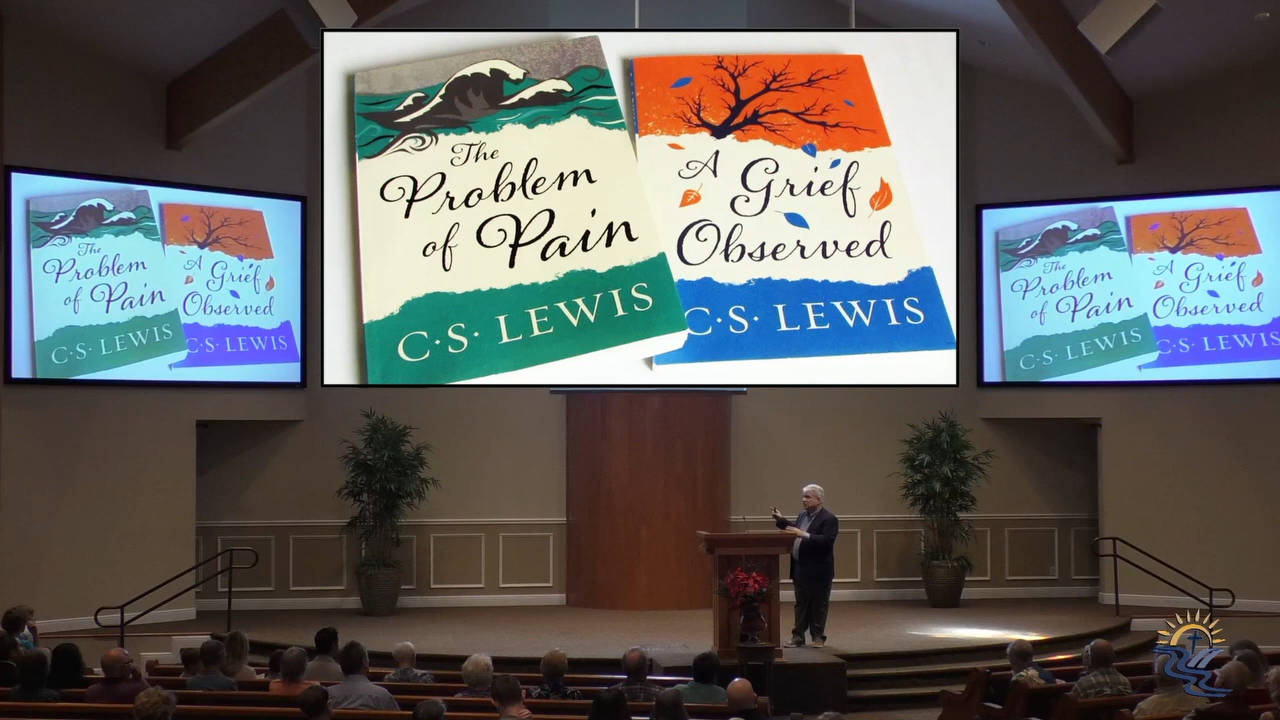 The
Problem
of Pain
C·S· LEWIS
A
Grief
Observed
C·S· LEWIS
The
Problem
of Pain
C·S· LEWIS
A
Grief
Observed
C·S· LEWIS
The
Problem
of Pain
C·S· LEWIS
A
Grief
Observed
C·S· LEWIS